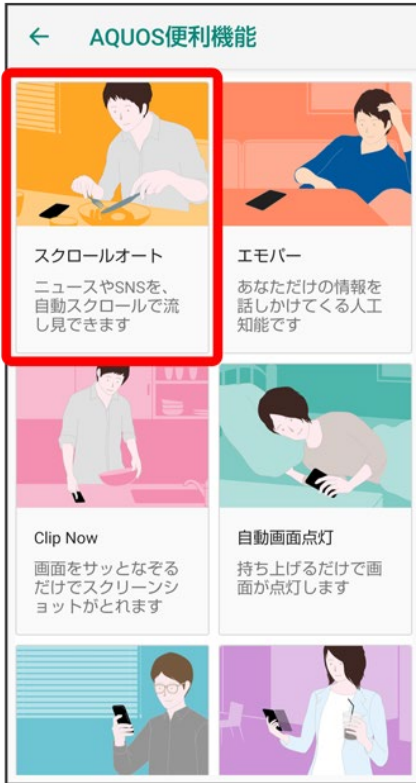 AQUOS便利機能
スクロールオート
ニュースやSNSを、
自動スクロールで流
し見できます
エモパー
あなただけの情報を
話しかけてくる人工
知能です
Clip Now
画面をサッとなぞる
だけでスクリーンシ
ョットがとれます
自動画面点灯
持ち上げるだけで画
面が点灯します